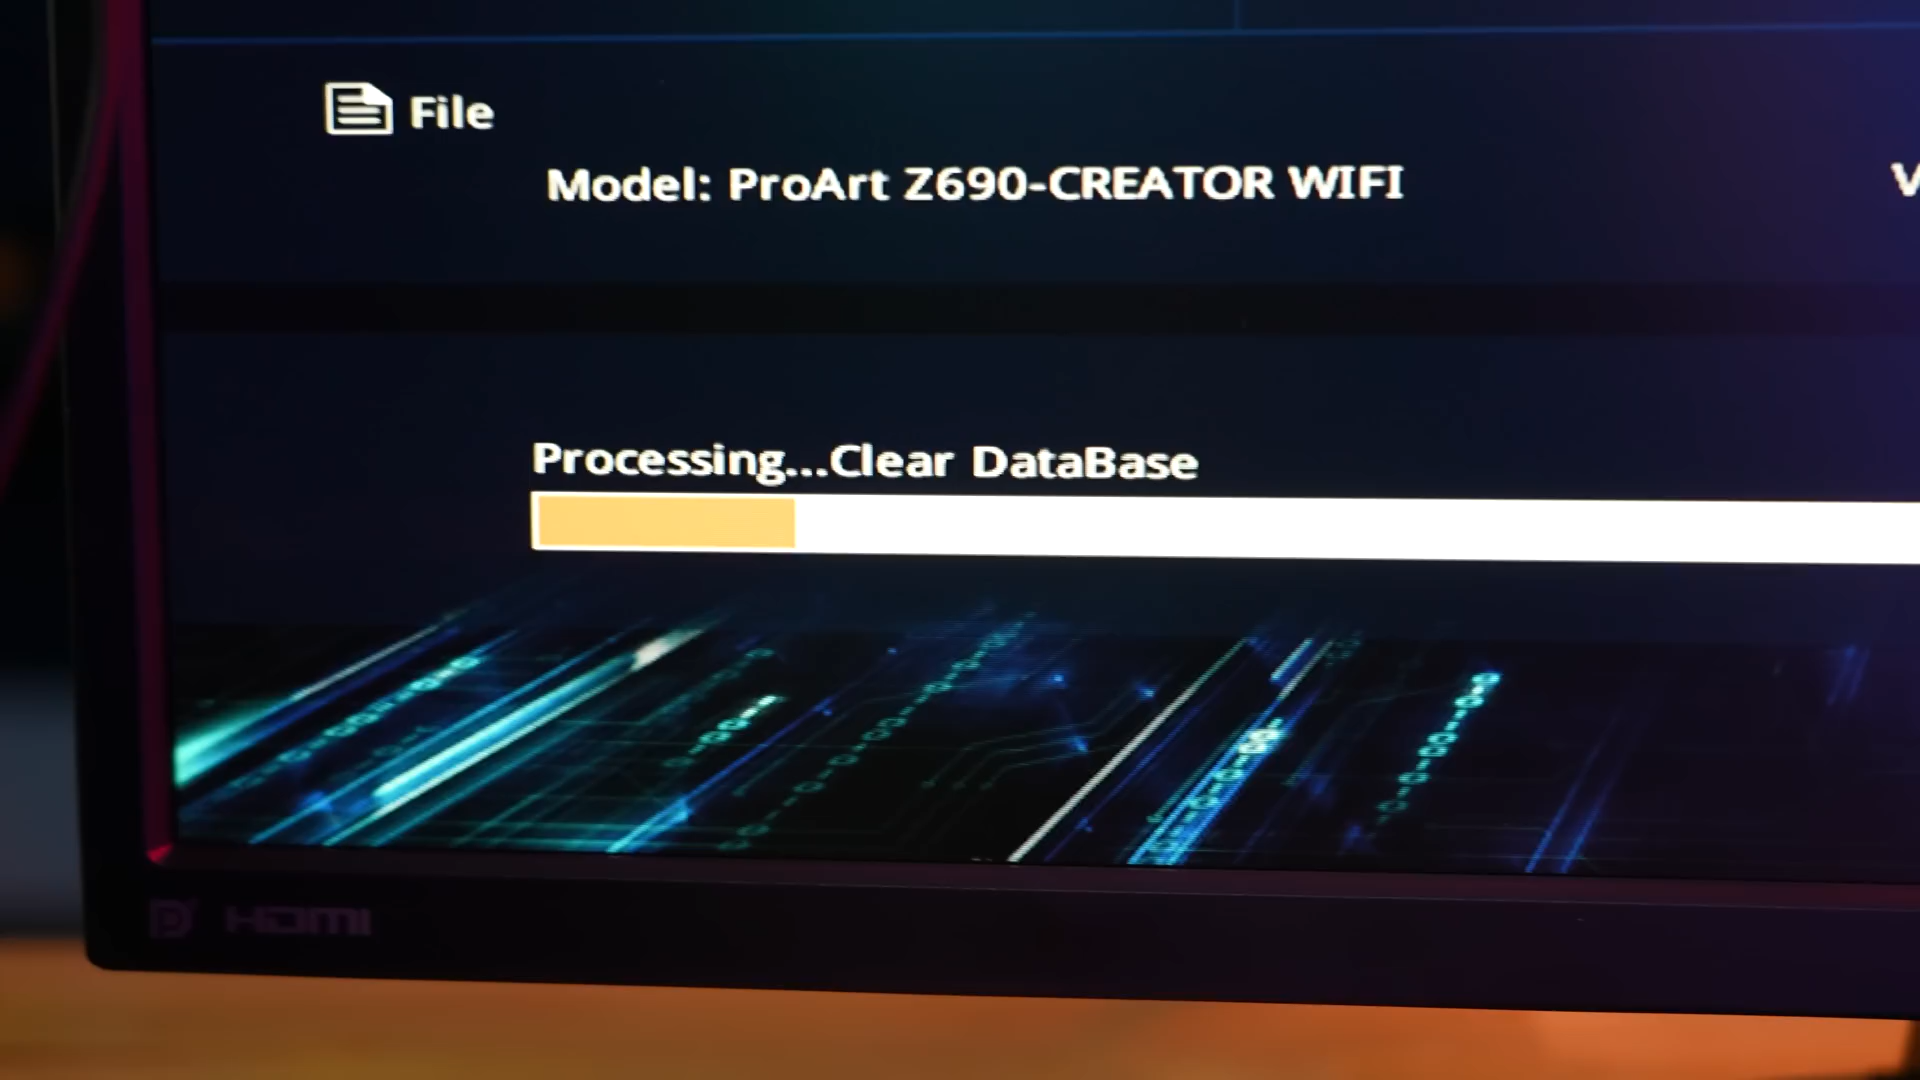 File
Model: ProArt Z690-CREATOR WIFI
V
Processing...Clear DataBase
HDMI